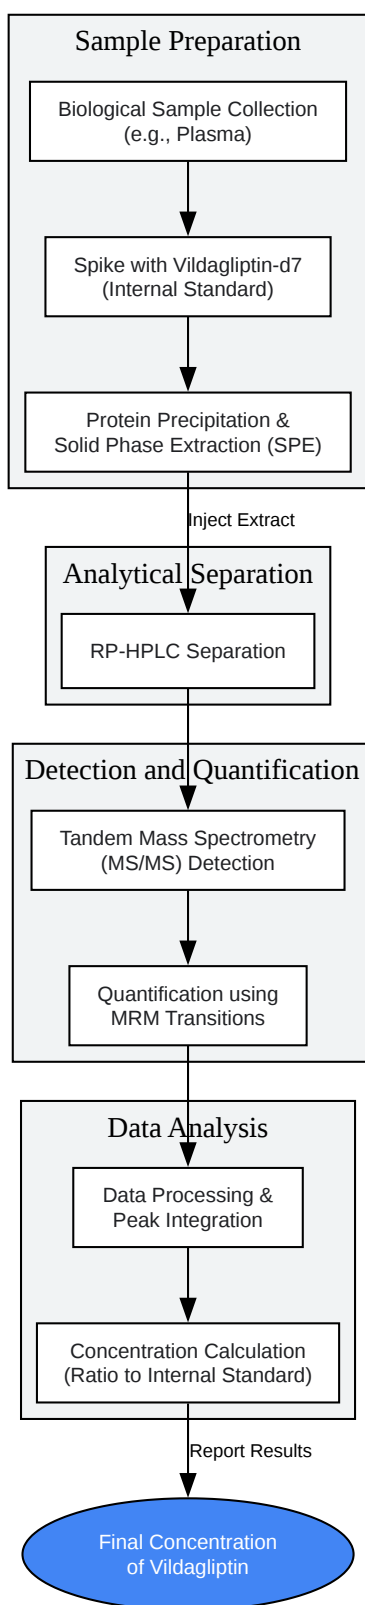 Sample Preparation
Biological Sample Collection
(e.g., Plasma)
Spike with Vildagliptin-d7
(Internal Standard)
Protein Precipitation &
Solid Phase Extraction (SPE)
Inject Extract
Analytical Separation
RP-HPLC Separation
Detection and Quantification
Tandem Mass Spectrometry
(MS/MS) Detection
Quantification using
MRM Transitions
Data Analysis
Data Processing &
Peak Integration
Concentration Calculation
(Ratio to Internal Standard)
Report Results
Final Concentration
of Vildagliptin